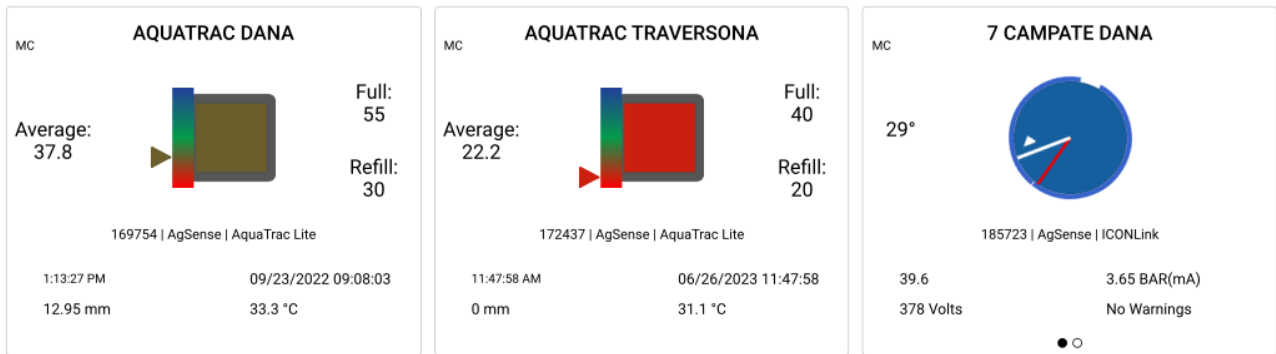 MC
AQUATRAC DANA
Average:
37.8
Full:
55
Refill:
30
169754 | AgSense | AquaTrac Lite
1:13:27 PM
09/23/2022 09:08:03
12.95 mm
33.3 °C
AQUATRAC TRAVERSONA
Average:
22.2
Full:
40
Refill:
20
172437 | AgSense | AquaTrac Lite
11:47:58 AM
06/26/2023 11:47:58
0 mm
31.1 °C
MC
7 CAMPATE DANA
29°
185723 | AgSense | ICONLink
39.6
3.65 BAR(mA)
378 Volts
No Warnings